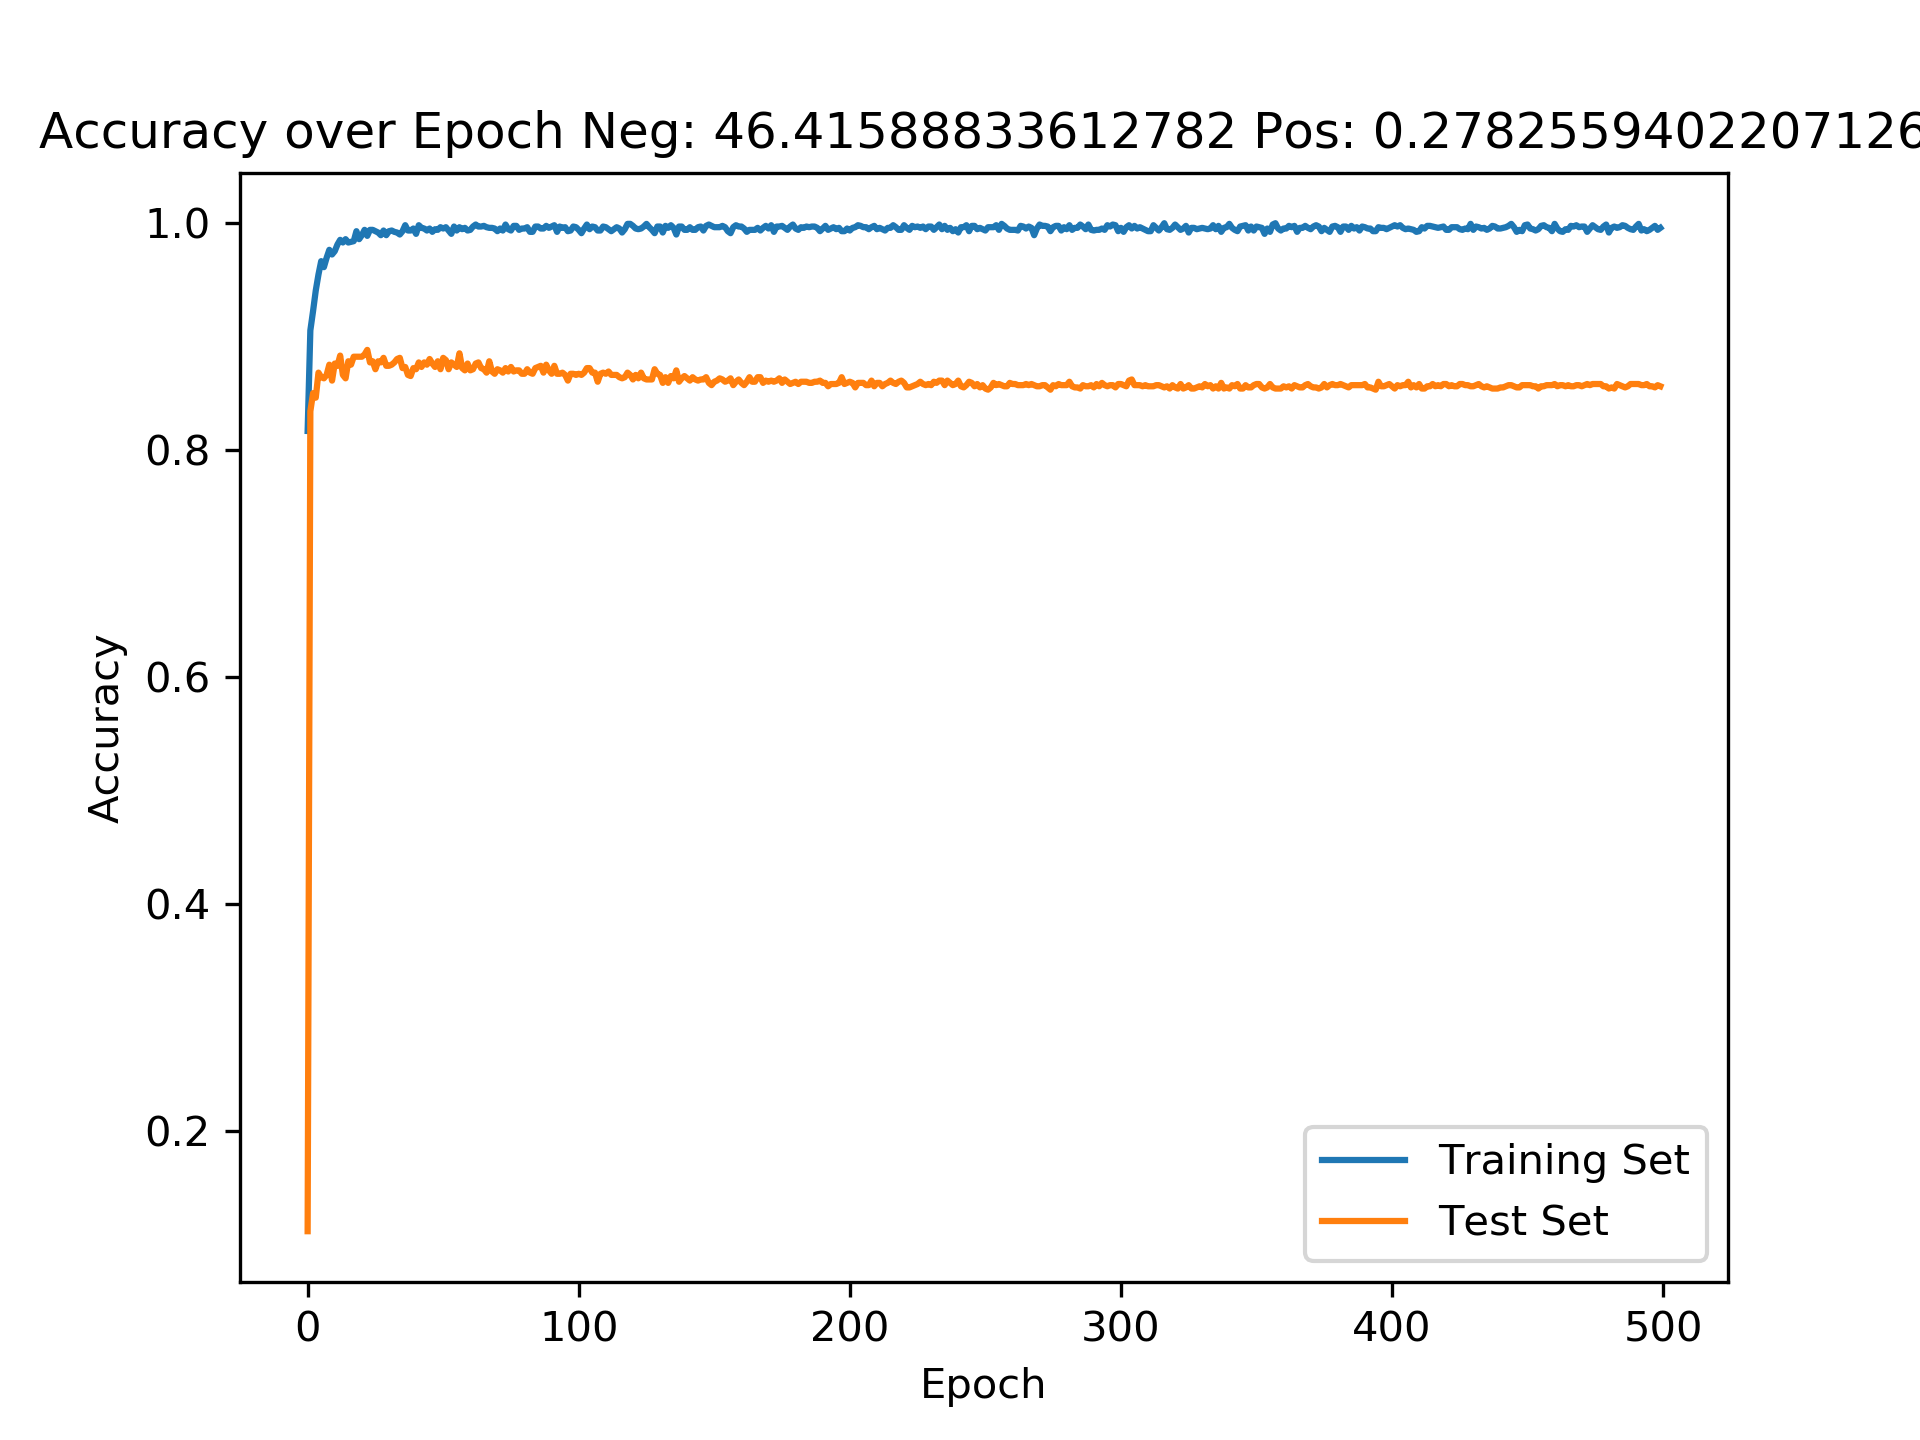 Accuracy over Epoch Neg: 46.41588833612782 Pos: 0.2782559402207126
1.0
0.8
0.6
0.4
0.2
Accuracy
0 100 200 300 400 500
Epoch
Training Set
Test Set